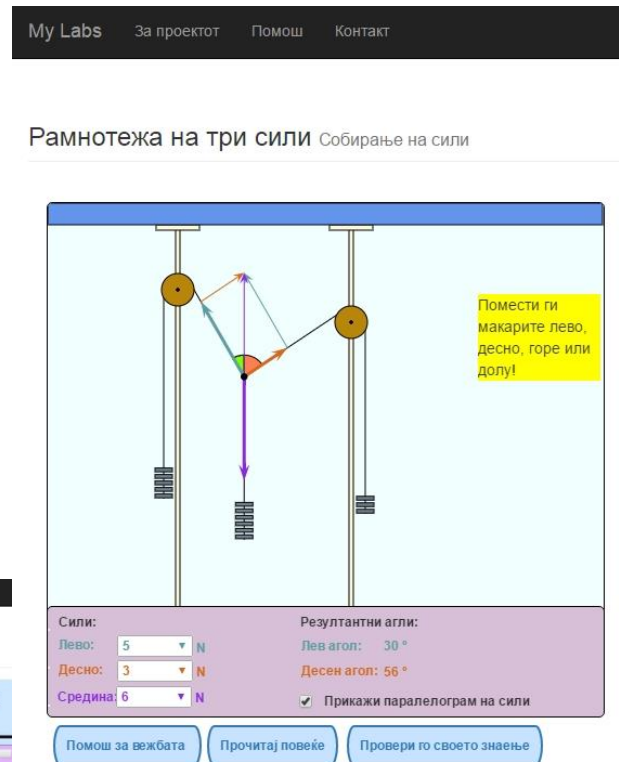 My Labs За проектот Помош Контакт
Рамнотежа на три сили Собирање на сили
Помести ги
макарите лево,
десно, горе или
долу!
Сили: Резултантни агли:
Лево: 5 N Лев агол: 30 °
Десно: 3 N Десен агол: 56 °
Средина: 6 N Прикажи паралелограм на сили
Помош за вежбата Прочитај повеќе Провери го своето знаење